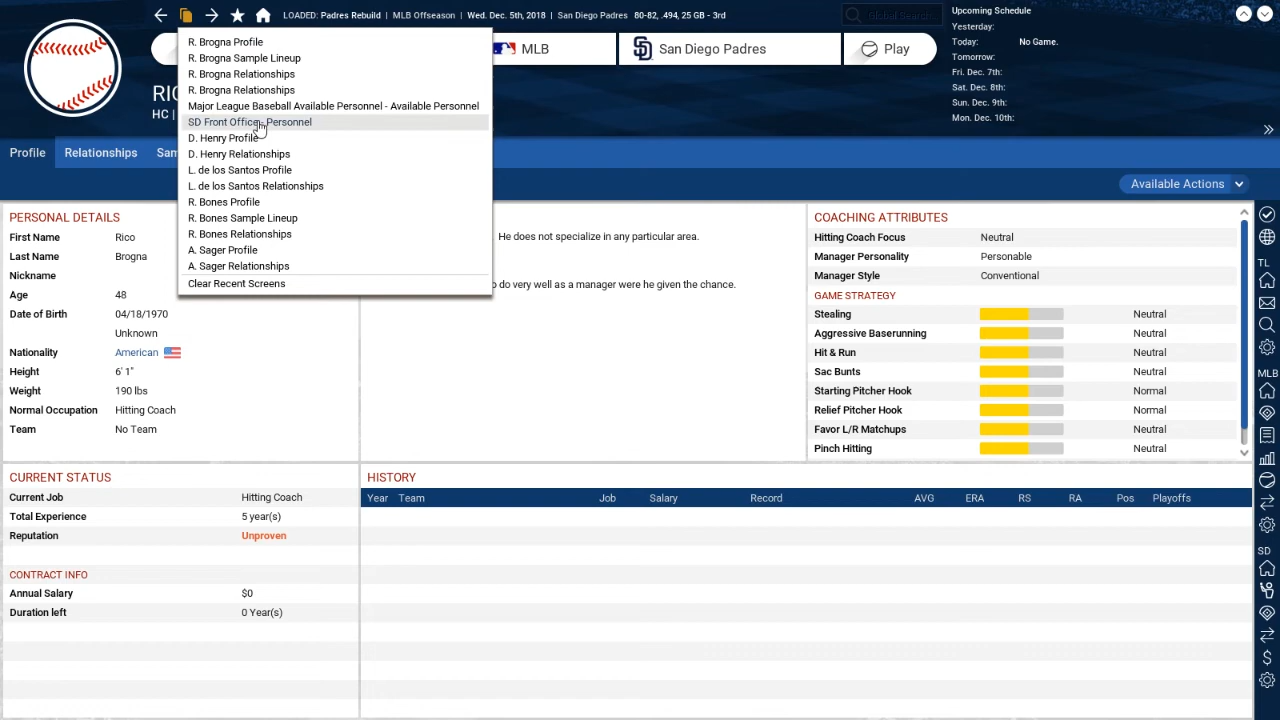 LOADED: Padres Rebuild | MLB Offseason | Wed. Dec. 5th, 2018 | San Diego Padres 80-82, .494, 25 GB - 3rd
Global Search
Upcoming Schedule
Yesterday:
Today: No Game.
Tomorrow:
Fri. Dec. 7th:
Sat. Dec. 8th:
Sun. Dec. 9th:
Mon. Dec. 10th:
MLB
San Diego Padres
Play
HC |
Profile
Relationships
Available Actions
R. Brogna Profile
R. Brogna Sample Lineup
R. Brogna Relationships
R. Brogna Relationships
Major League Baseball Available Personnel - Available Personnel
SD Front Office - Personnel
D. Henry Profile
D. Henry Relationships
L. de los Santos Profile
L. de los Santos Relationships
R. Bones Profile
R. Bones Sample Lineup
R. Bones Relationships
A. Sager Profile
A. Sager Relationships
Clear Recent Screens
PERSONAL DETAILS
First Name Rico
Last Name Brogna
Nickname
Age 48
Date of Birth 04/18/1970
Unknown
Nationality American
Height 6' 1"
Weight 190 lbs
Normal Occupation Hitting Coach
Team No Team
He does not specialize in any particular area.
do very well as a manager were he given the chance.
COACHING ATTRIBUTES
Hitting Coach Focus Neutral
Manager Personality Personable
Manager Style Conventional
GAME STRATEGY
Stealing Neutral
Aggressive Baserunning Neutral
Hit & Run Neutral
Sac Bunts Neutral
Starting Pitcher Hook Normal
Relief Pitcher Hook Normal
Favor L/R Matchups Neutral
Pinch Hitting Neutral
CURRENT STATUS
Current Job Hitting Coach
Total Experience 5 year(s)
Reputation Unproven
CONTRACT INFO
Annual Salary $0
Duration left 0 Year(s)
HISTORY
Year Team Job Salary Record AVG ERA RS RA Pos Playoffs
TL
MLB
SD
$